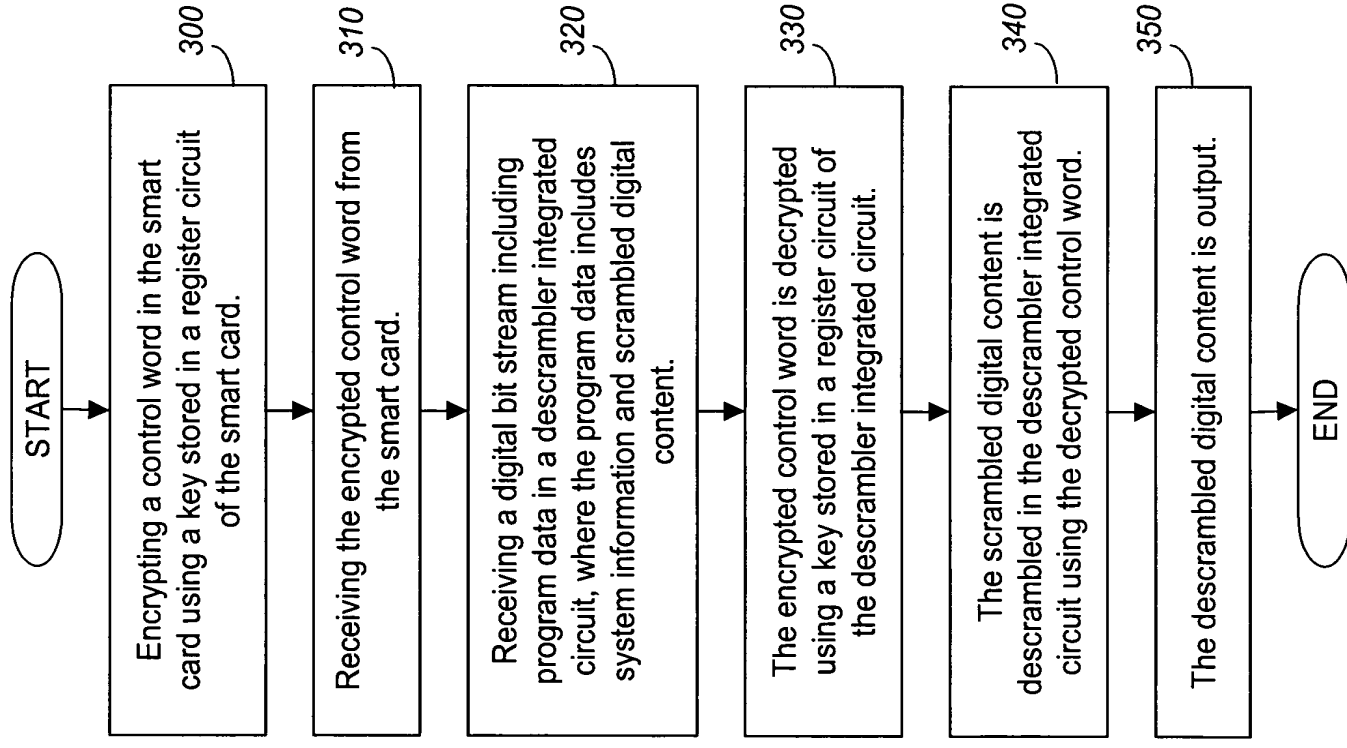 START
Encrypting a control word in the smart
card using a key stored in a register circuit
of the smart card.
300
Receiving the encrypted control word from
the smart card.
310
Receiving a digital bit stream including
program data in a descrambler integrated
circuit, where the program data includes
system information and scrambled digital
content.
320
The encrypted control word is decrypted
using a key stored in a register circuit of
the descrambler integrated circuit.
330
The scrambled digital content is
descrambled in the descrambler integrated
circuit using the decrypted control word.
340
The descrambled digital content is output.
350
END